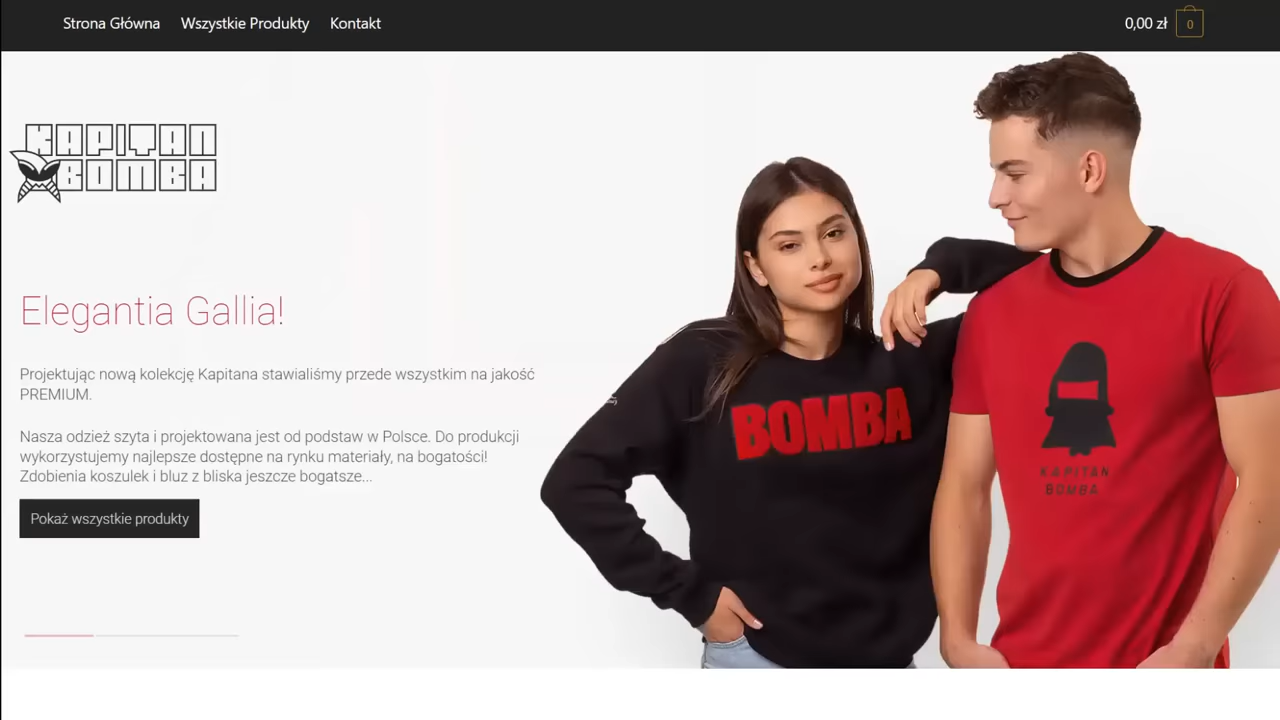 Strona Główna Wszystkie Produkty Kontakt
0,00 zł 0
KAPITAN
BOMBA
Elegantia Gallia!
Projektując nową kolekcję Kapitana stawialiśmy przede wszystkim na jakość
PREMIUM.
Nasza odzież szyta i projektowana jest od podstaw w Polsce. Do produkcji
wykorzystujemy najlepsze dostępne na rynku materiały, na bogatości!
Zdobienia koszulek i bluz z bliska jeszcze bogatsze...
Pokaż wszystkie produkty
BOMBA
KAPITAN
BOMBA